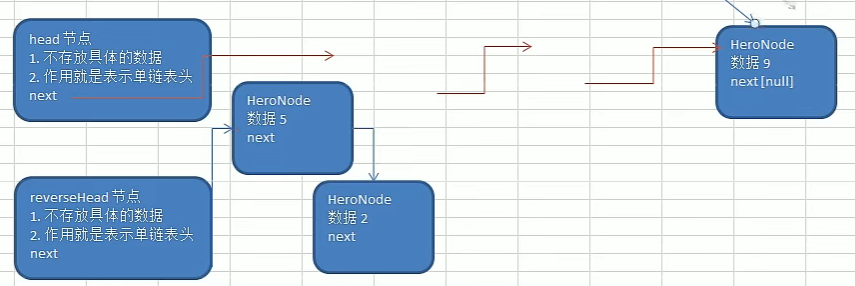 head 节点
1. 不存放具体的数据
2. 作用就是表示单链表头
next
HeroNode
数据 5
next
HeroNode
数据 9
next [null]
reverseHead 节点
1. 不存放具体的数据
2. 作用就是表示单链表头
next
HeroNode
数据 2
next